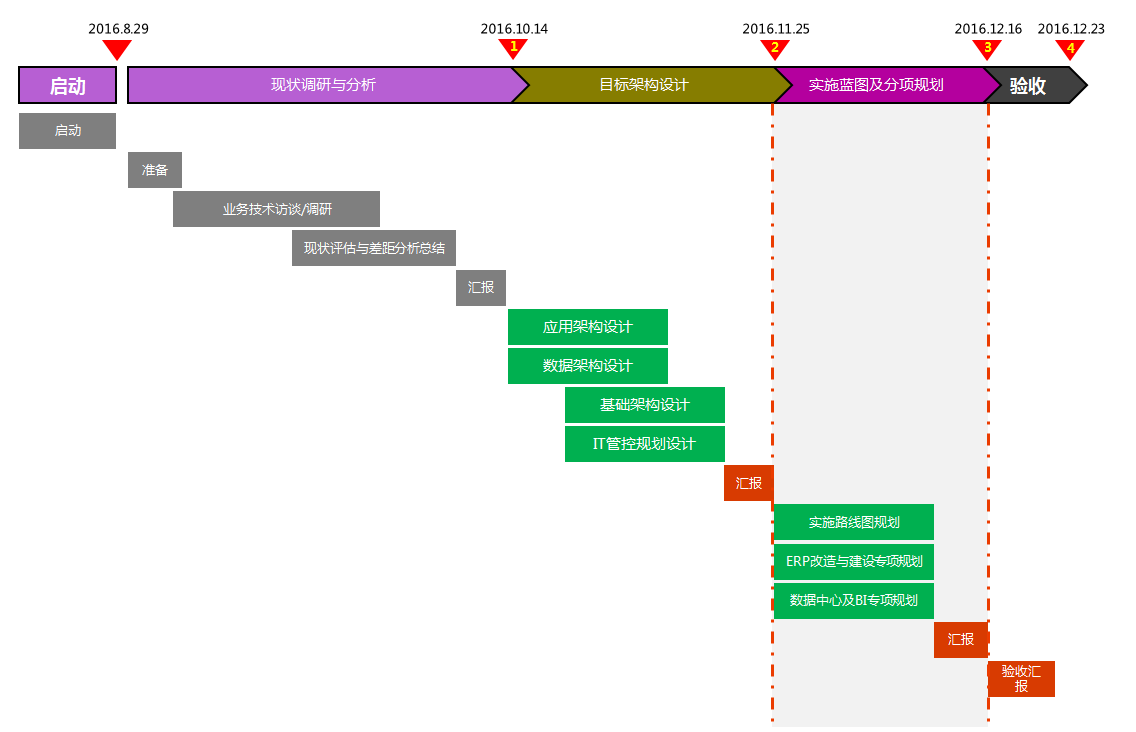 2016.8.29
2016.10.14
2016.11.25
2016.12.16
2016.12.23
1
2
3
4
启动
现状调研与分析
目标架构设计
实施蓝图及分项规划
验收
启动
准备
业务技术访谈/调研
现状评估与差距分析总结
汇报
应用架构设计
数据架构设计
基础架构设计
IT管控规划设计
汇报
实施路线图规划
ERP改造与建设专项规划
数据中心及BI专项规划
汇报
验收汇
报